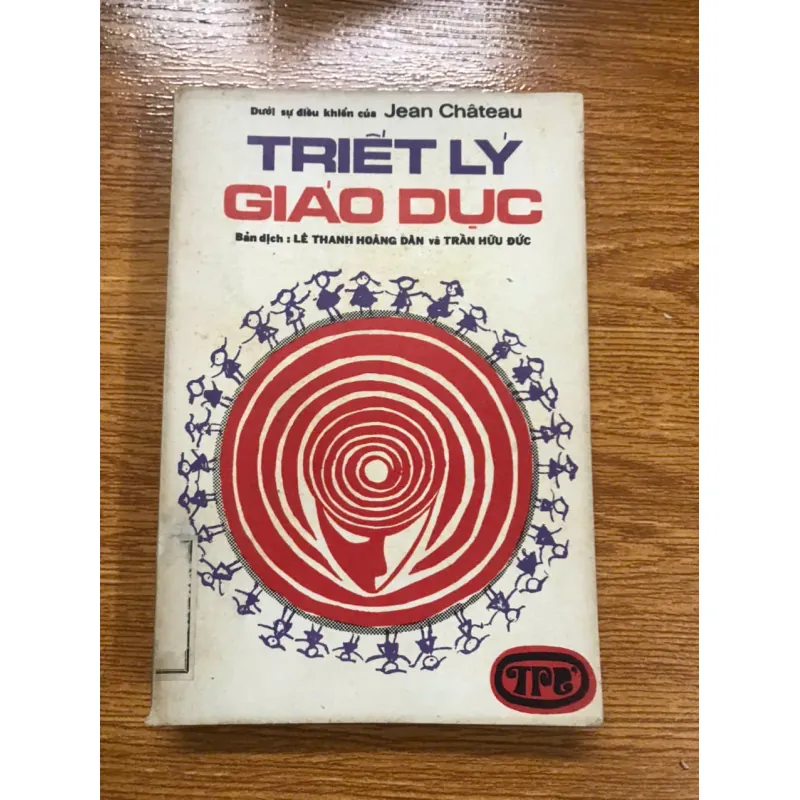 Dưới sự điều khiển của Jean Château
TRIẾT LÝ
GIÁO DỤC
Bản dịch : LÊ THANH HOÀNG DÂN và TRẦN HỮU ĐỨC